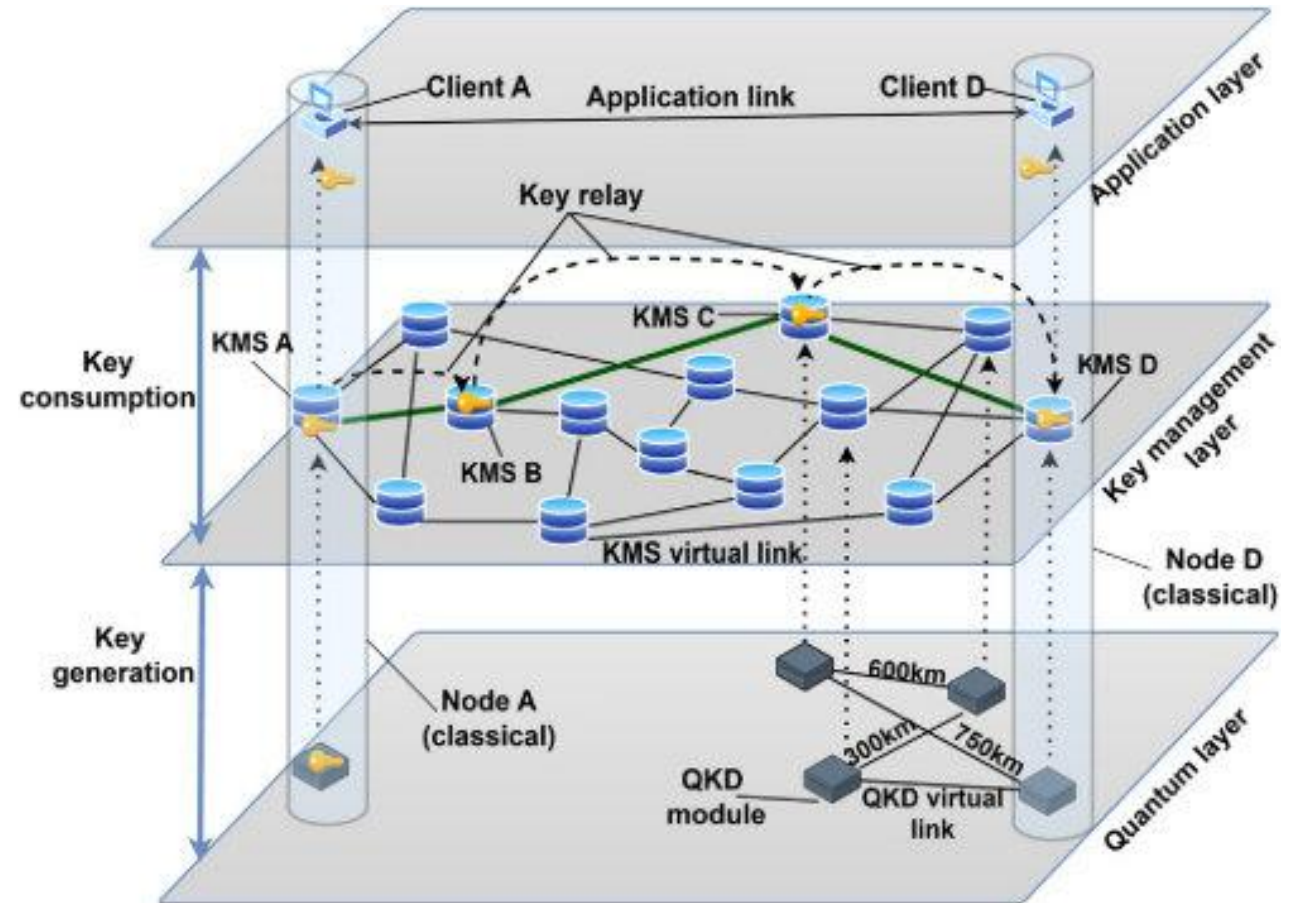 Client A
Application link
Client D
Application layer
Key relay
KMS A
KMS C
KMS D
Key
consumption
KMS B
Key management
layer
KMS virtual link
Node D
(classical)
Key
generation
Node A
(classical)
600km
300km
750km
QKD
module
QKD virtual
link
Quantum layer